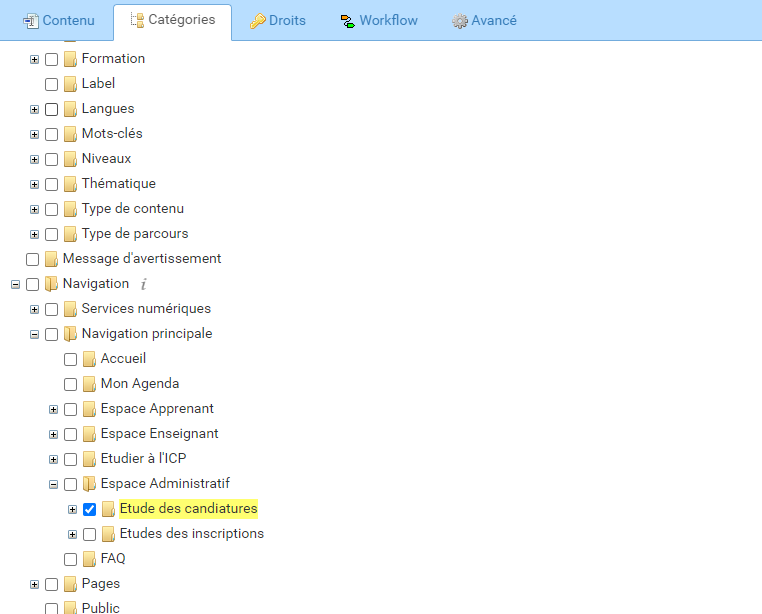 Contenu Catégories Droits Workflow Avancé
Formation
Label
Langues
Mots-clés
Niveaux
Thématique
Type de contenu
Type de parcours
Message d'avertissement
Navigation i
Services numériques
Navigation principale
Accueil
Mon Agenda
Espace Apprenant
Espace Enseignant
Etudier à l'ICP
Espace Administratif
Etude des candiatures
Etudes des inscriptions
FAQ
Pages
Public